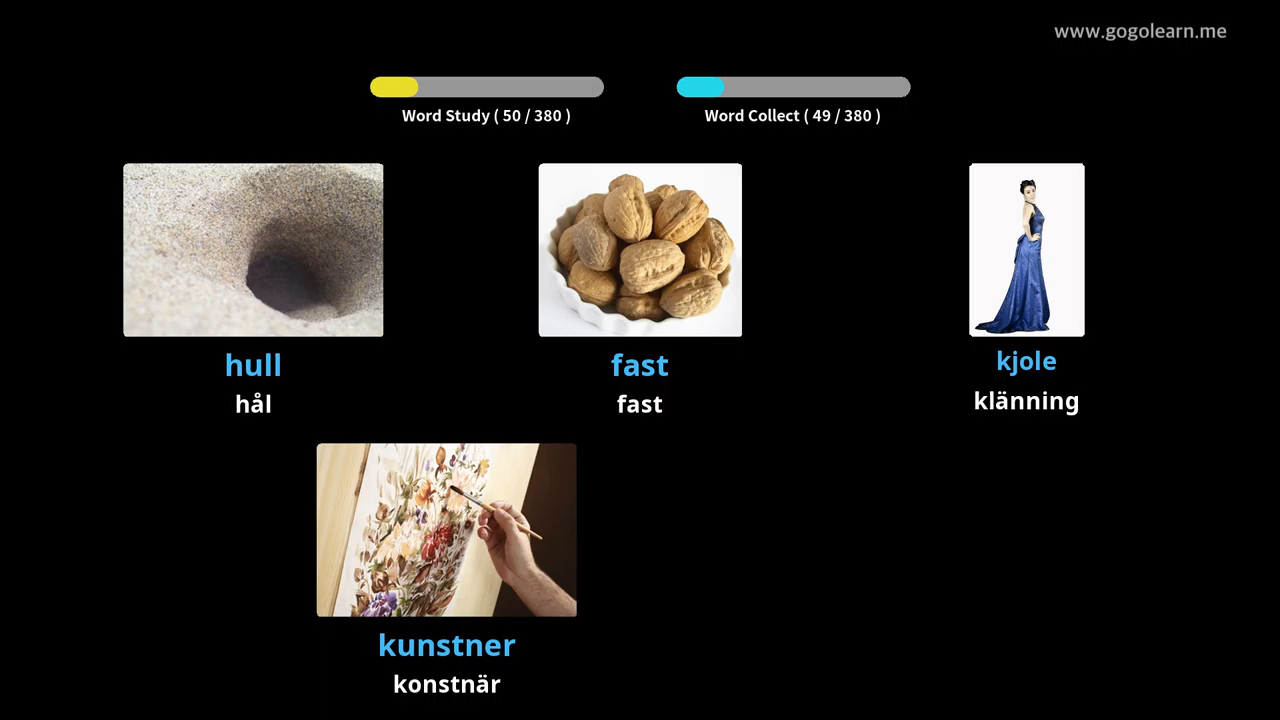 www.gogolearn.me
Word Study ( 50 / 380 )
Word Collect ( 49 / 380 )
hull
hål
fast
fast
kjole
klänning
kunstner
konstnär